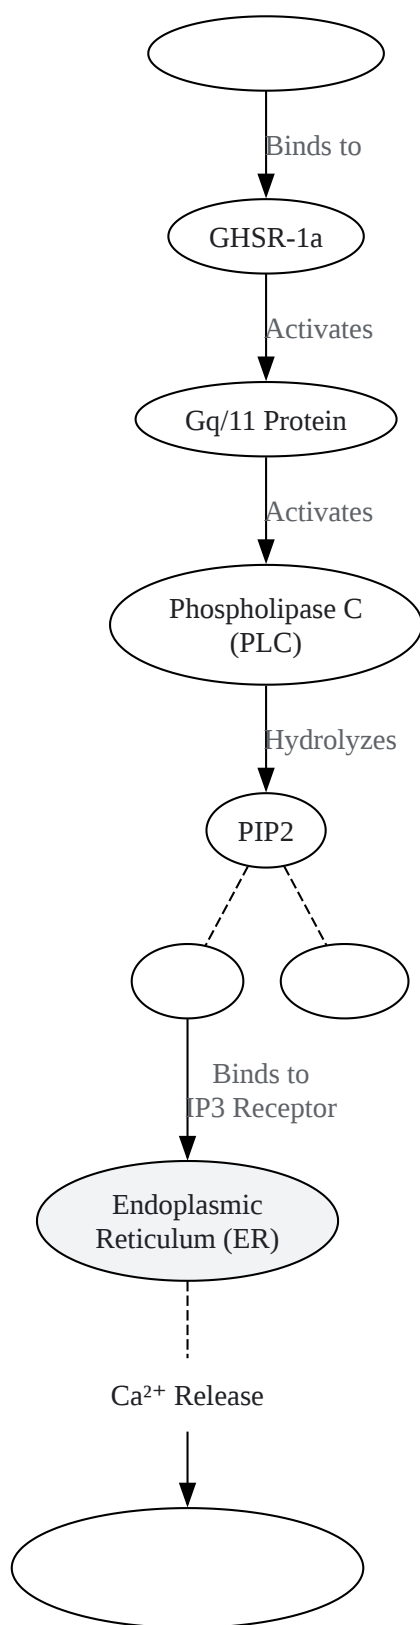 Binds to
GHSR-1a
Activates
Gq/11 Protein
Activates
Phospholipase C
(PLC)
Hydrolyzes
PIP2
Binds to
IP3 Receptor
Endoplasmic
Reticulum (ER)
Ca²⁺ Release